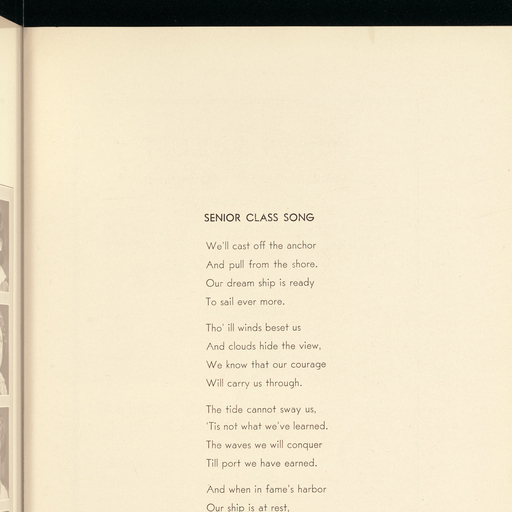 SENIOR CLASS SONG
We'll cast off the anchor
And pull from the shore.
Our dream ship is ready
To sail ever more.
Tho' ill winds beset us
And clouds hide the view,
We know that our courage
Will carry us through.
The tide cannot sway us,
'Tis not what we've learned.
The waves we will conquer
Till port we have earned.
And when in fame's harbor
Our ship is at rest,